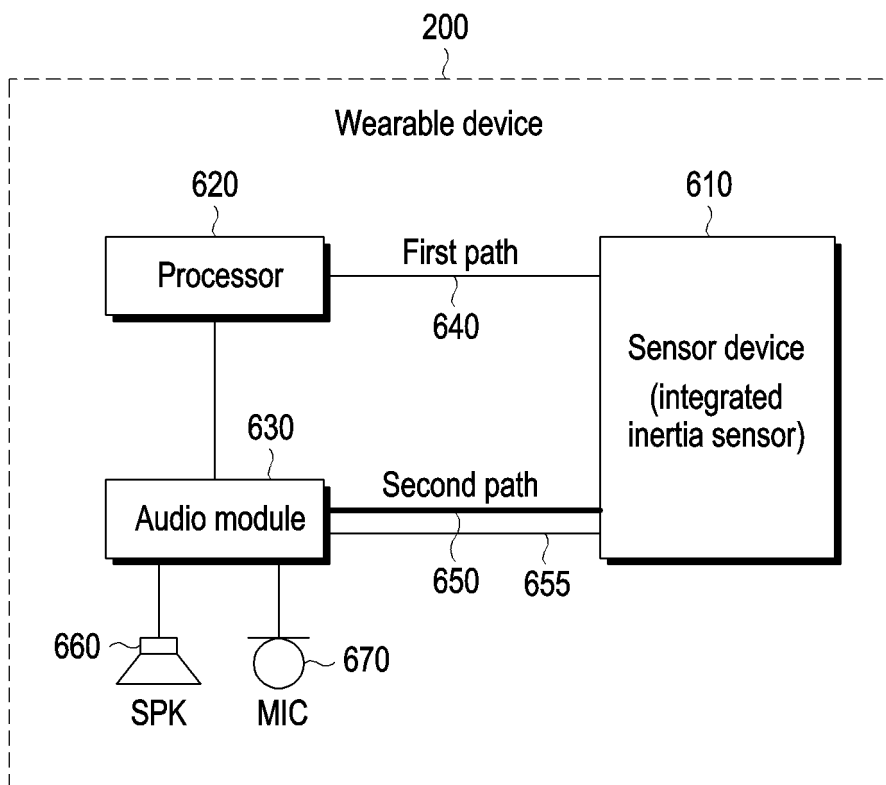 200
Wearable device
620
610
Processor
First path
640
Sensor device
(integrated
inertia sensor)
630
Audio module
Second path
650
655
660
670
SPK
MIC